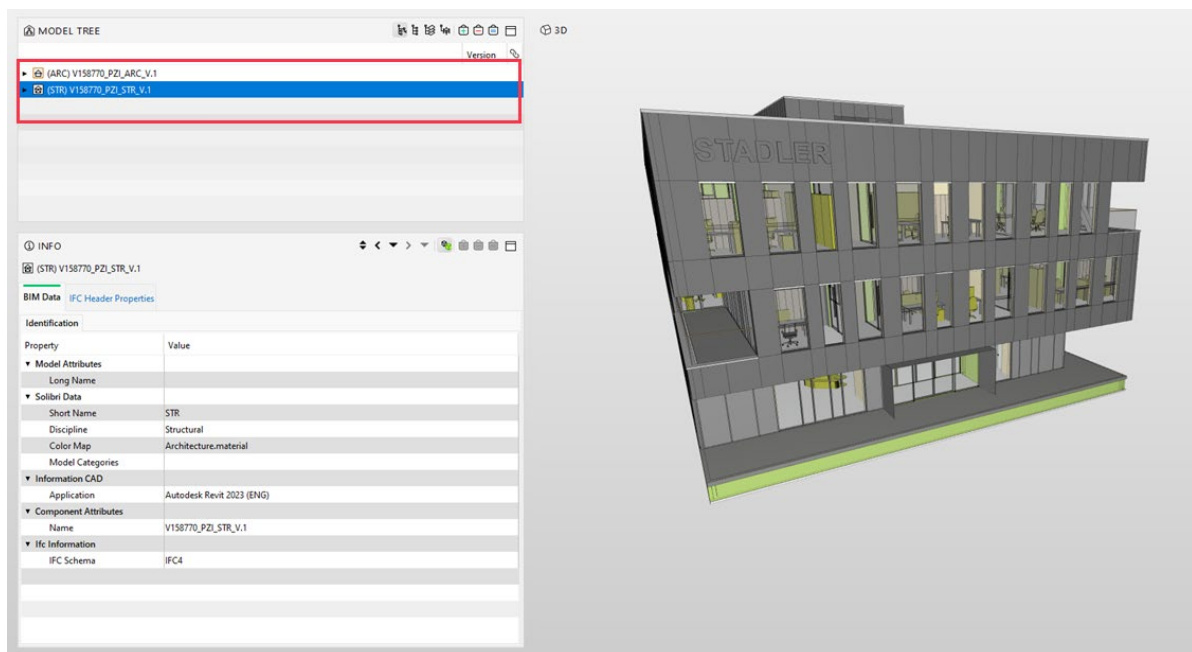 MODEL TREE
Version
(ARC) V158770_PZI_ARC_V.1
(STR) V158770_PZI_STR_V.1
INFO
(STR) V158770_PZI_STR_V.1
BIM Data IFC Header Properties
Identification
Property Value
Model Attributes
Long Name
Solibri Data
Short Name STR
Discipline Structural
Color Map Architecture.material
Model Categories
Information CAD
Application Autodesk Revit 2023 (ENG)
Component Attributes
Name V158770_PZI_STR_V.1
Ifc Information
IFC Schema IFC4
3D
STADLER